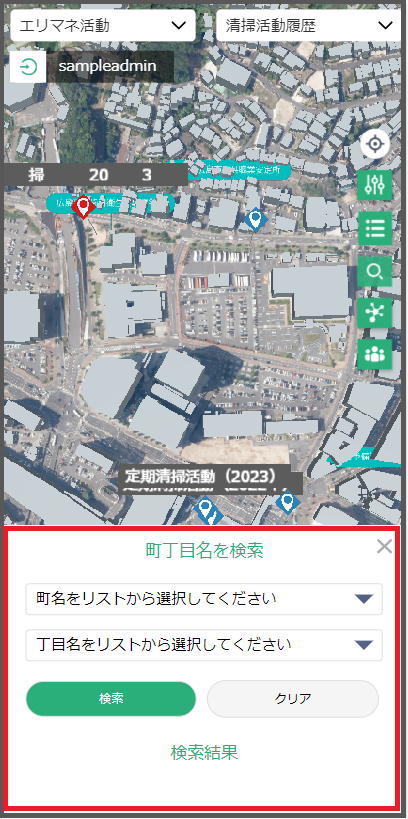 エリマネ活動
清掃活動履歴
sampleadmin
掃 20 3
定期清掃活動（2023）
町丁目名を検索
町名をリストから選択してください
丁目名をリストから選択してください
検索
クリア
検索結果